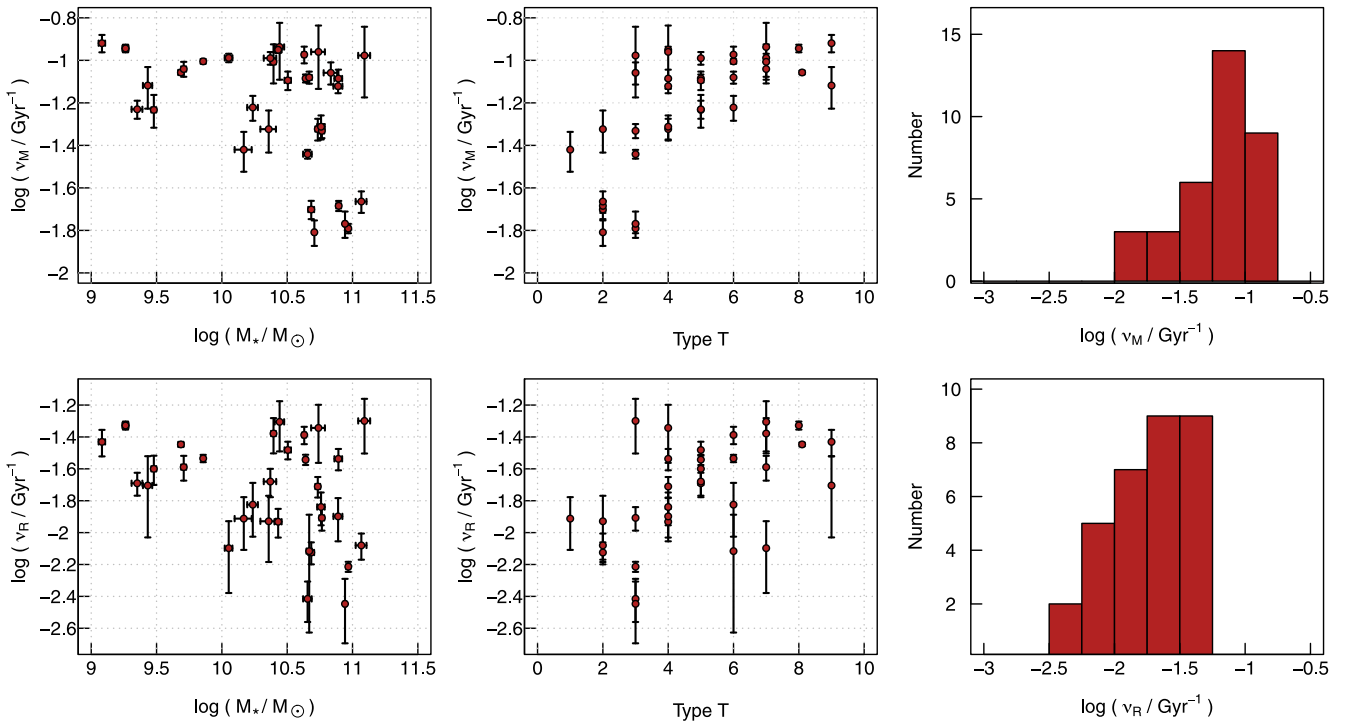 log ( ν_M / Gyr⁻¹ )
−0.8
−1
−1.2
−1.4
−1.6
−1.8
−2
9 9.5 10 10.5 11 11.5
log ( M_* / M_⊙ )
log ( ν_M / Gyr⁻¹ )
−0.8
−1
−1.2
−1.4
−1.6
−1.8
−2
0 2 4 6 8 10
Type T
Number
15
10
5
0
−3 −2.5 −2 −1.5 −1 −0.5
log ( ν_M / Gyr⁻¹ )
log ( ν_R / Gyr⁻¹ )
−1.2
−1.4
−1.6
−1.8
−2
−2.2
−2.4
−2.6
9 9.5 10 10.5 11 11.5
log ( M_* / M_⊙ )
log ( ν_R / Gyr⁻¹ )
−1.2
−1.4
−1.6
−1.8
−2
−2.2
−2.4
−2.6
0 2 4 6 8 10
Type T
Number
10
8
6
4
2
−3 −2.5 −2 −1.5 −1 −0.5
log ( ν_R / Gyr⁻¹ )